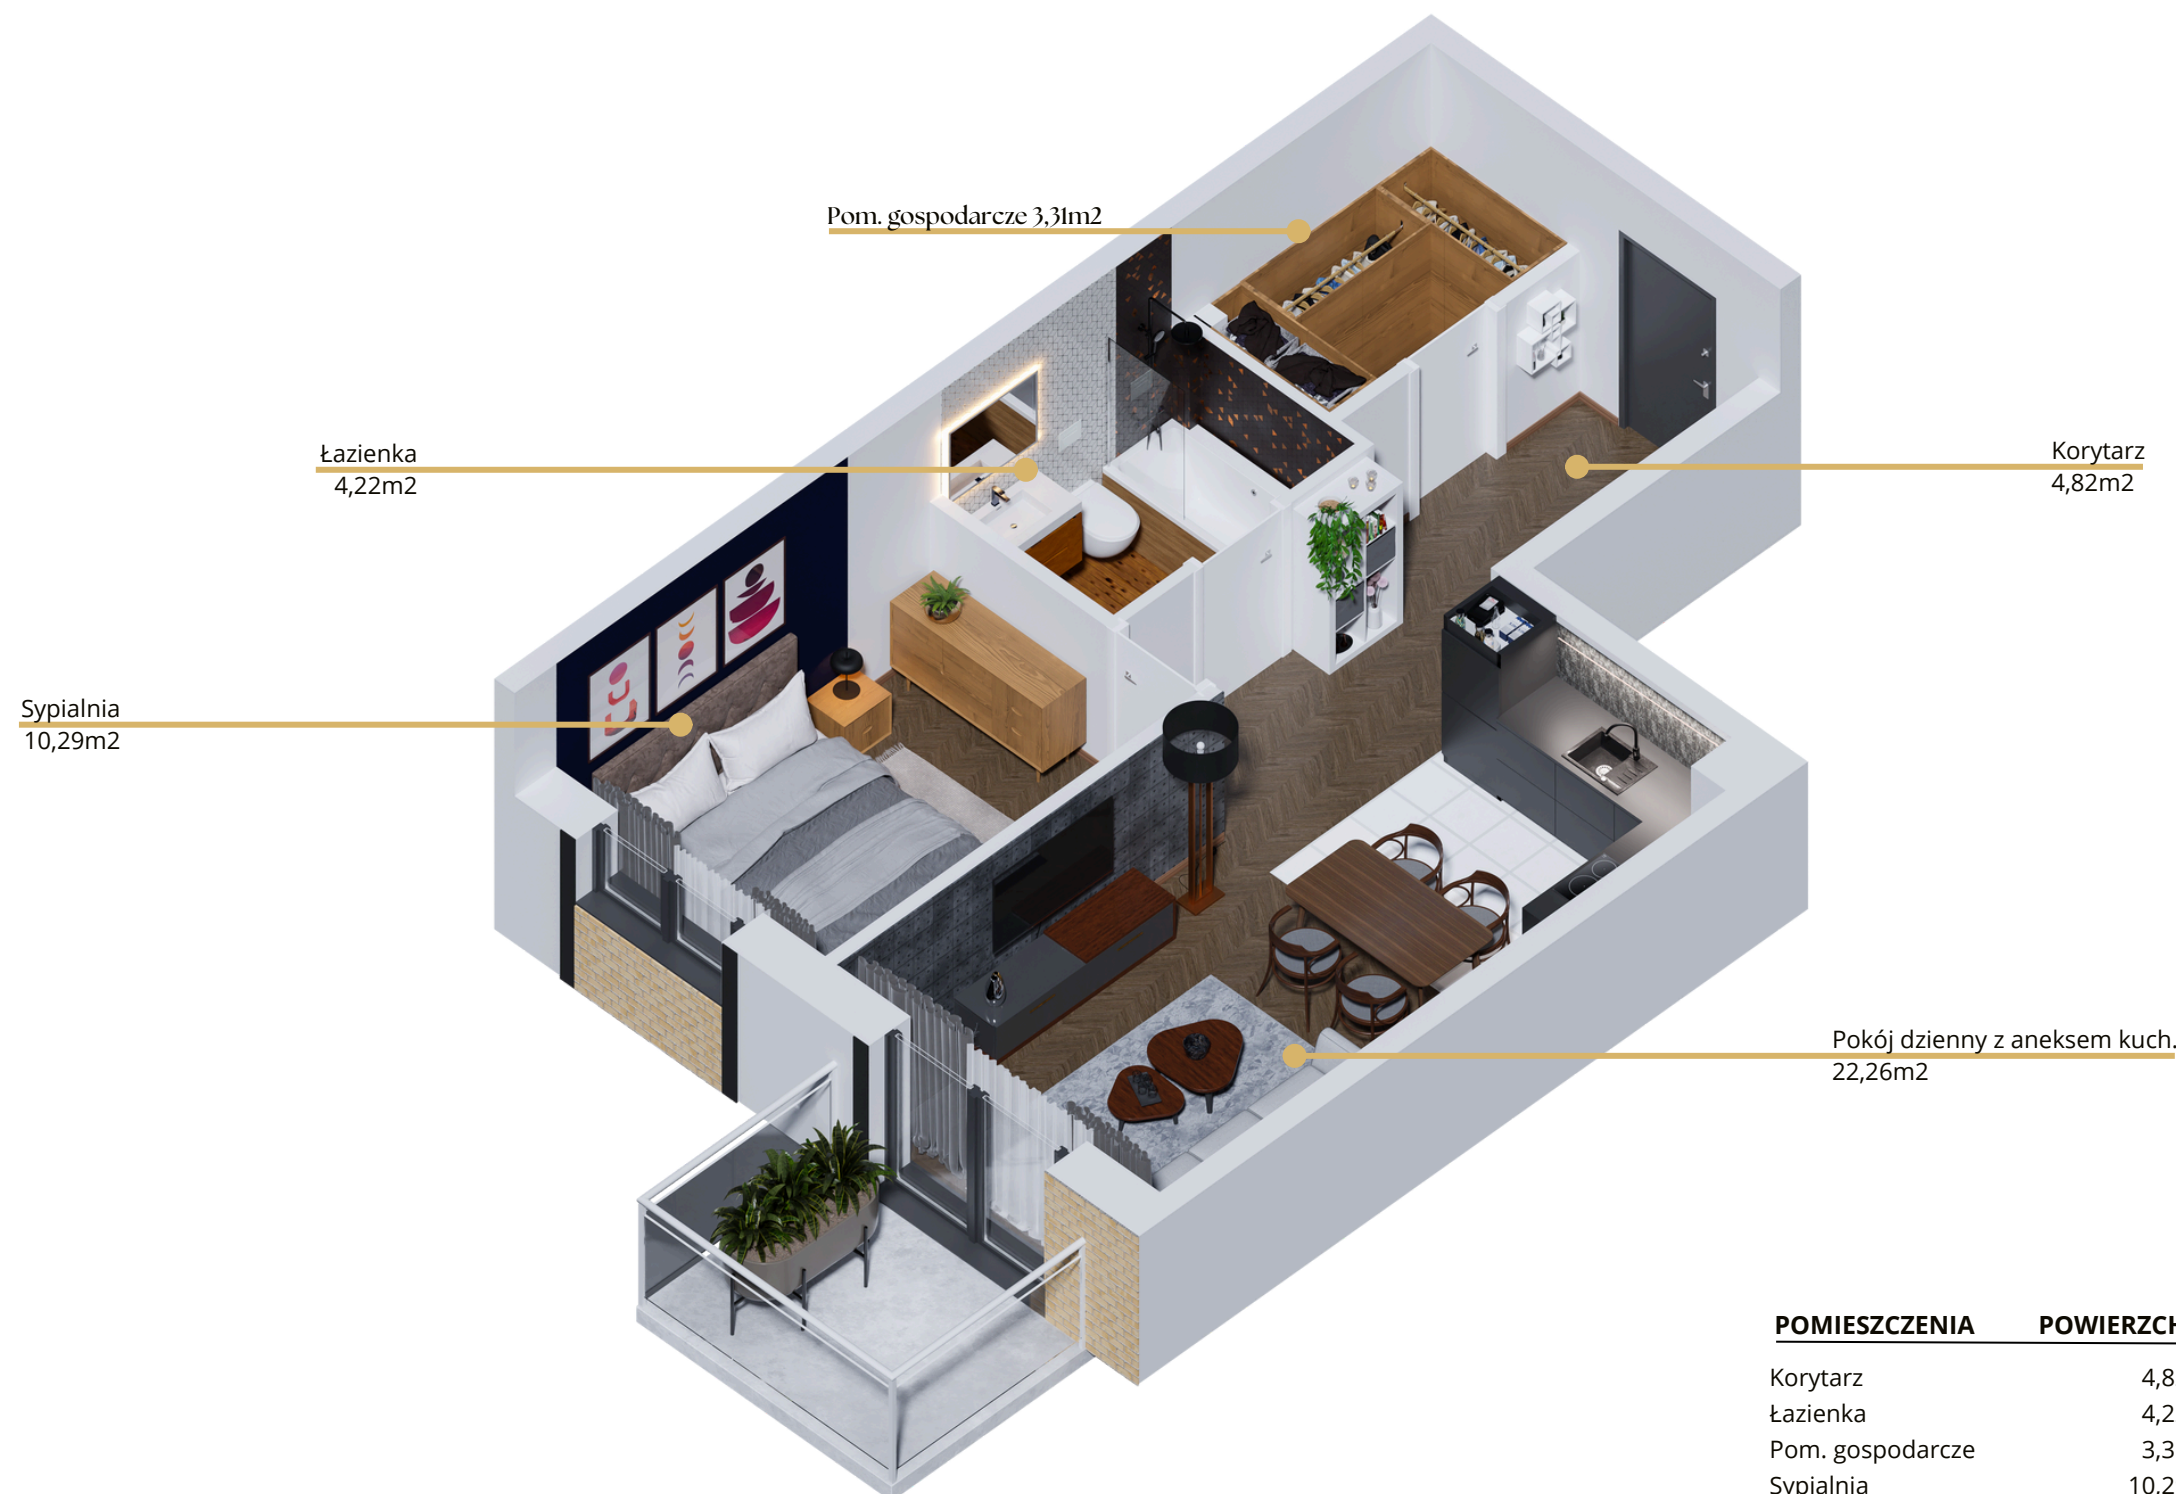 Pom. gospodarcze 3,31m2
Łazienka
4,22m2
Korytarz
4,82m2
Sypialnia
10,29m2
Pokój dzienny z aneksem kuch.
22,26m2
POMIESZCZENIA
Korytarz
Łazienka
Pom. gospodarcze
Sypialnia